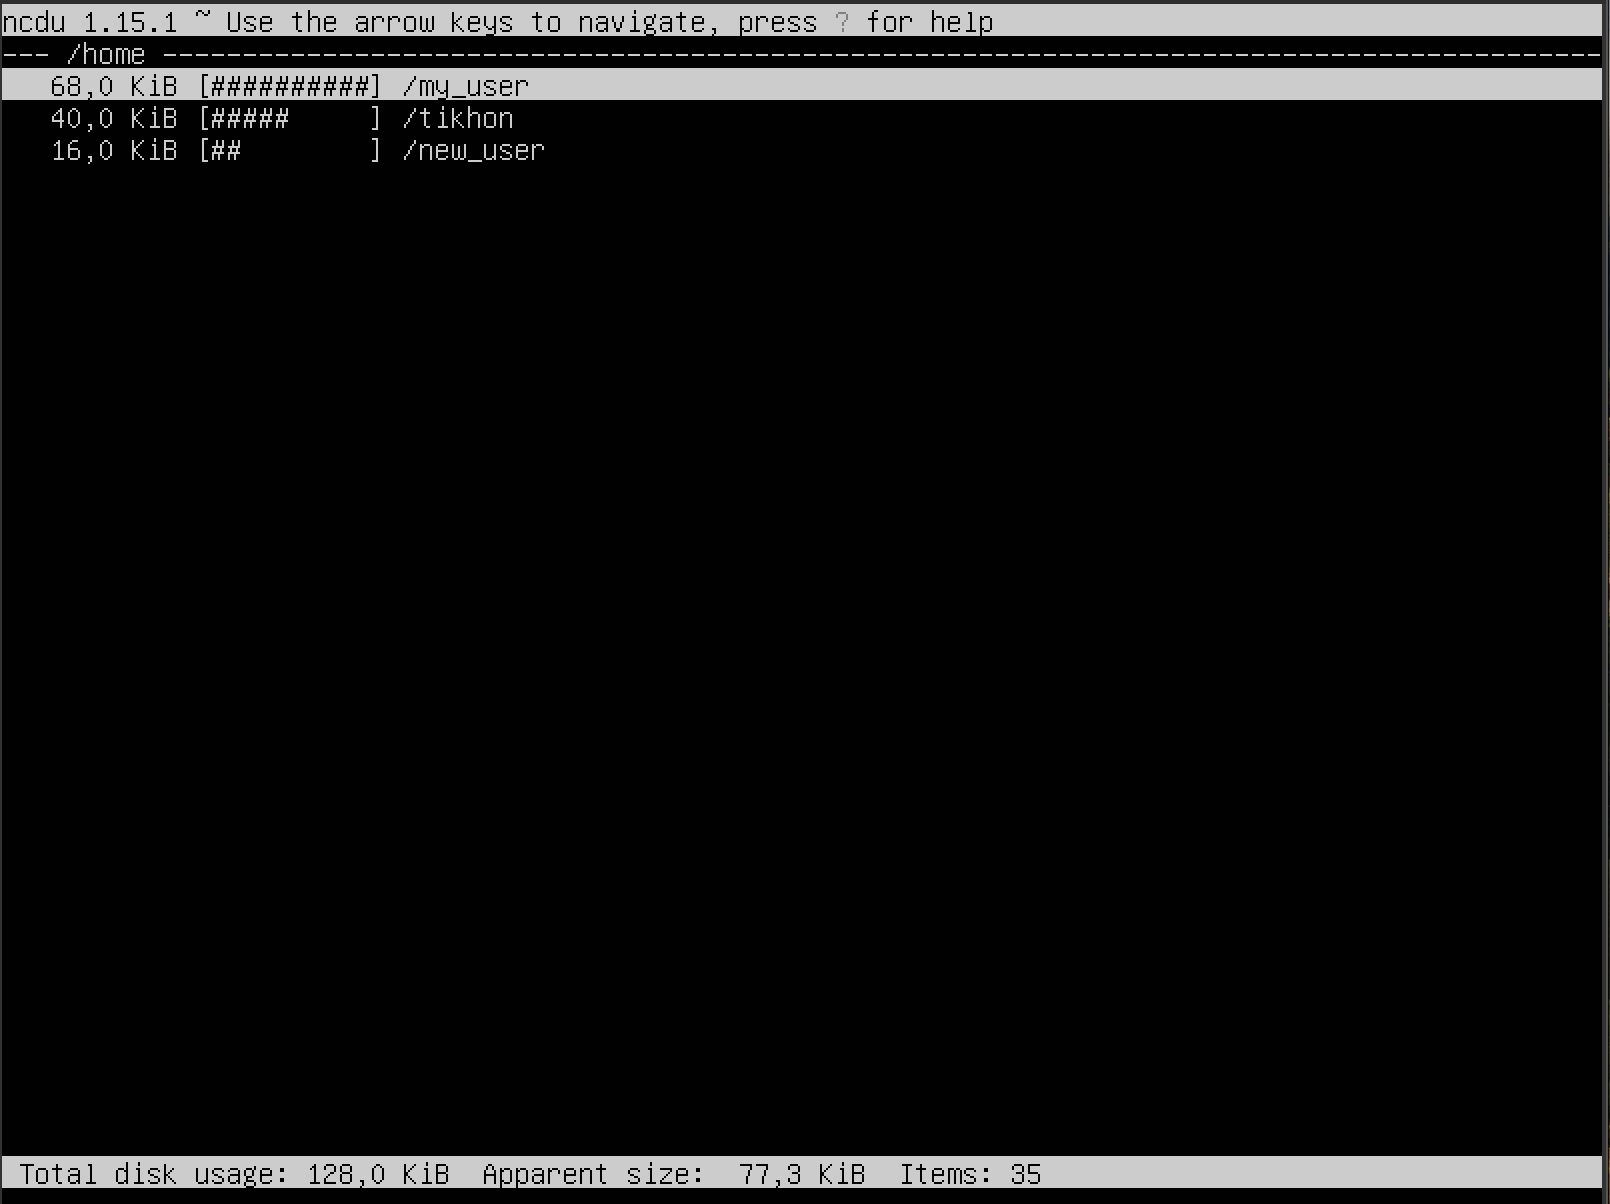 ncdu 1.15.1 ~ Use the arrow keys to navigate, press ? for help
--- /home ------------------------------------------------------------------------------------------
   68,0 KiB [##########] /my_user
   40,0 KiB [#####     ] /tikhon
   16,0 KiB [##        ] /new_user
 Total disk usage: 128,0 KiB  Apparent size:  77,3 KiB  Items: 35